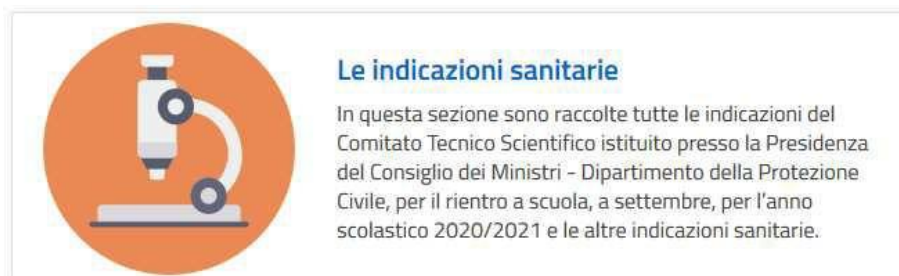 Le indicazioni sanitarie
In questa sezione sono raccolte tutte le indicazioni del
Comitato Tecnico Scientifico istituito presso la Presidenza
del Consiglio dei Ministri - Dipartimento della Protezione
Civile, per il rientro a scuola, a settembre, per l'anno
scolastico 2020/2021 e le altre indicazioni sanitarie.